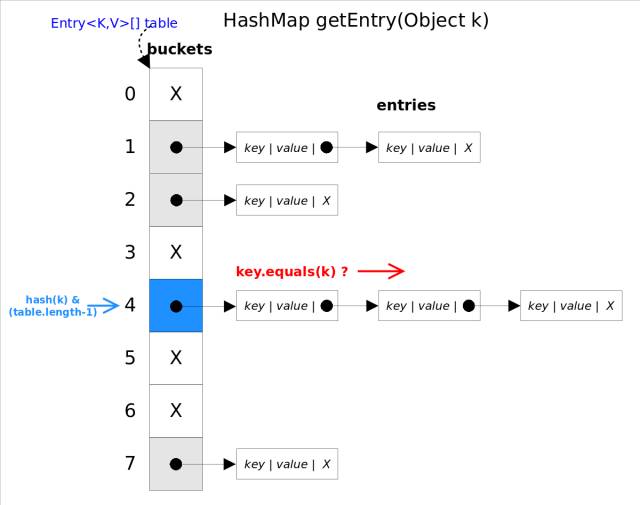 HashMap getEntry(Object k)
Entry<K,V>[] table
buckets
entries
0 X
1 key | value | key | value | X
2 key | value | X
3 X
key.equals(k) ?
hash(k) &
(table.length-1)
4 key | value | key | value | key | value | X
5 X
6 X
7 key | value | X